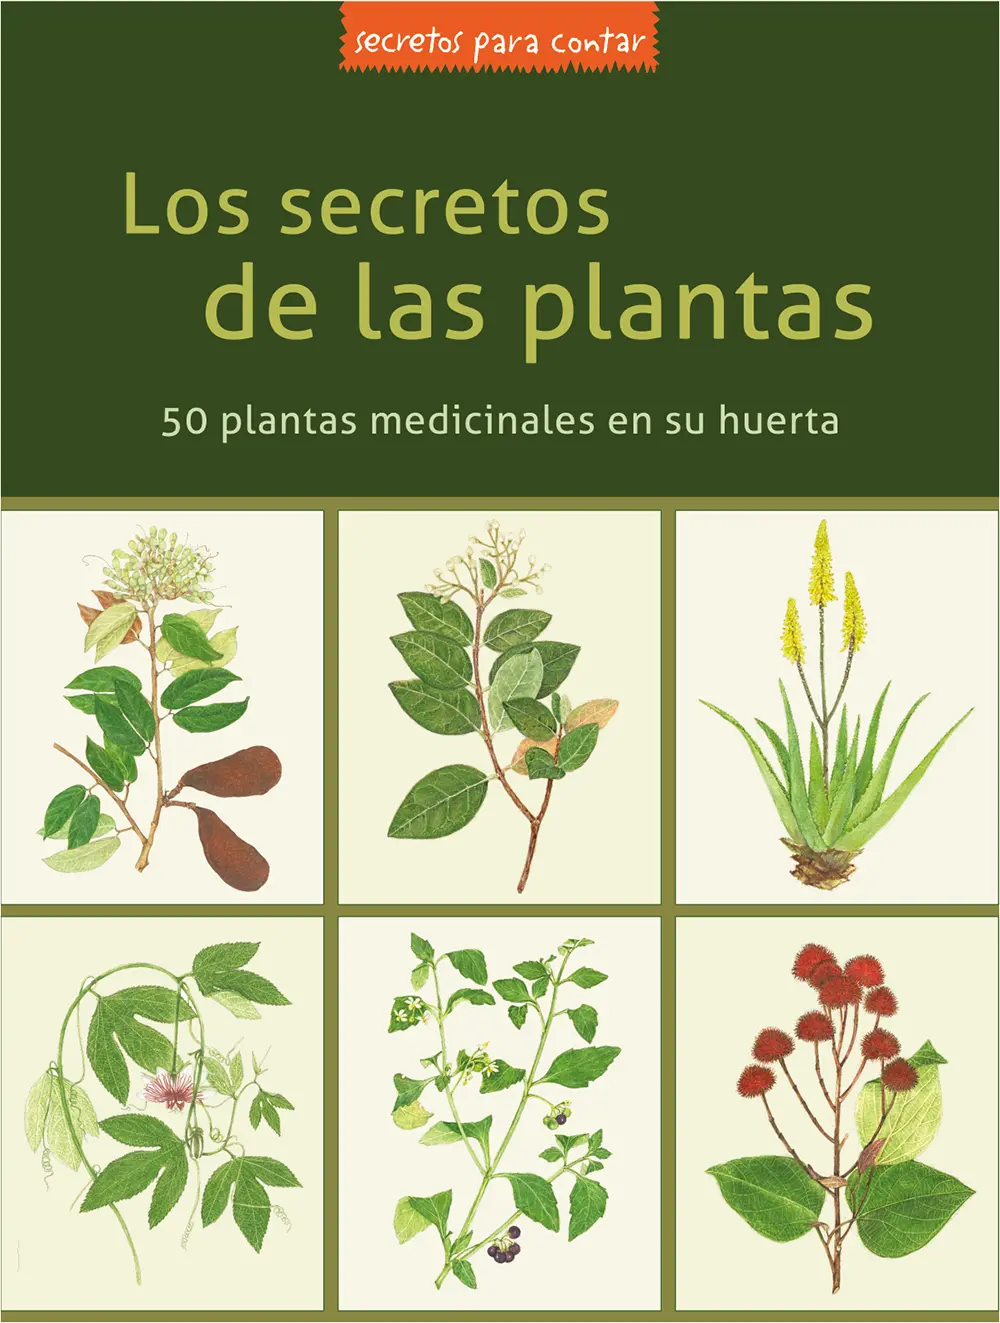 secretos para contar
Los secretos
de las plantas
50 plantas medicinales en su huerta